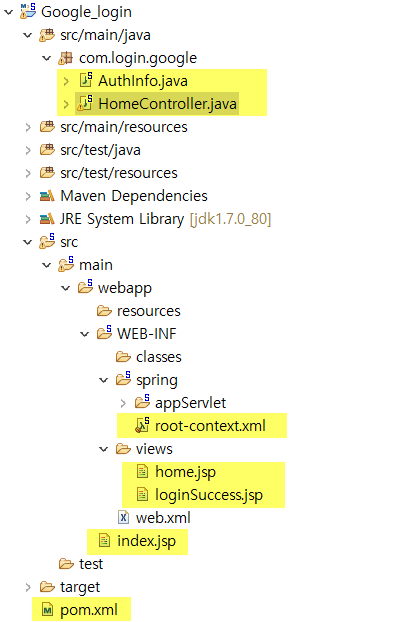 Google_login
src/main/java
com.login.google
AuthInfo.java
HomeController.java
src/main/resources
src/test/java
src/test/resources
Maven Dependencies
JRE System Library [jdk1.7.0_80]
src
main
webapp
resources
WEB-INF
classes
spring
appServlet
root-context.xml
views
home.jsp
loginSuccess.jsp
web.xml
index.jsp
test
target
pom.xml